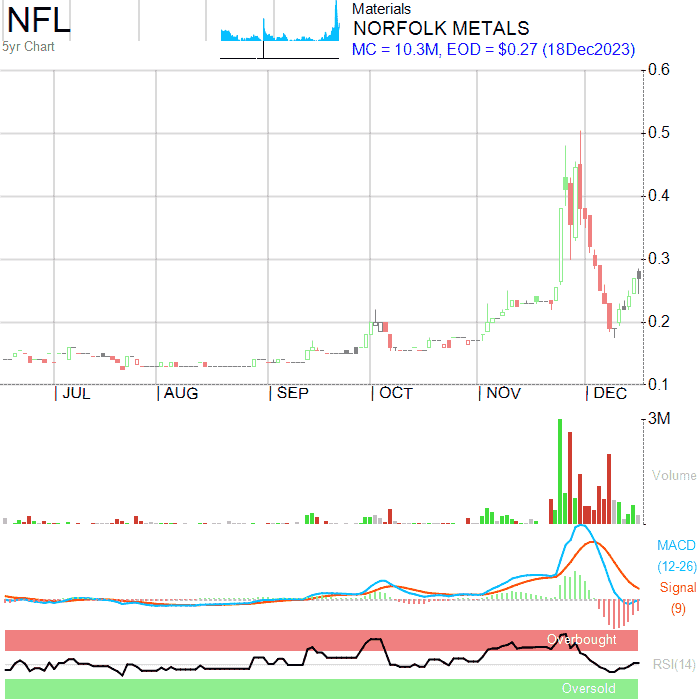 NFL
5yr Chart
Materials
NORFOLK METALS
MC = 10.3M, EOD = $0.27 (18Dec2023)
0.6
0.5
0.4
0.3
0.2
0.1
JUL AUG SEP OCT NOV DEC
3M
Volume
MACD
(12-26)
Signal
(9)
Overbought
RSI(14)
Oversold